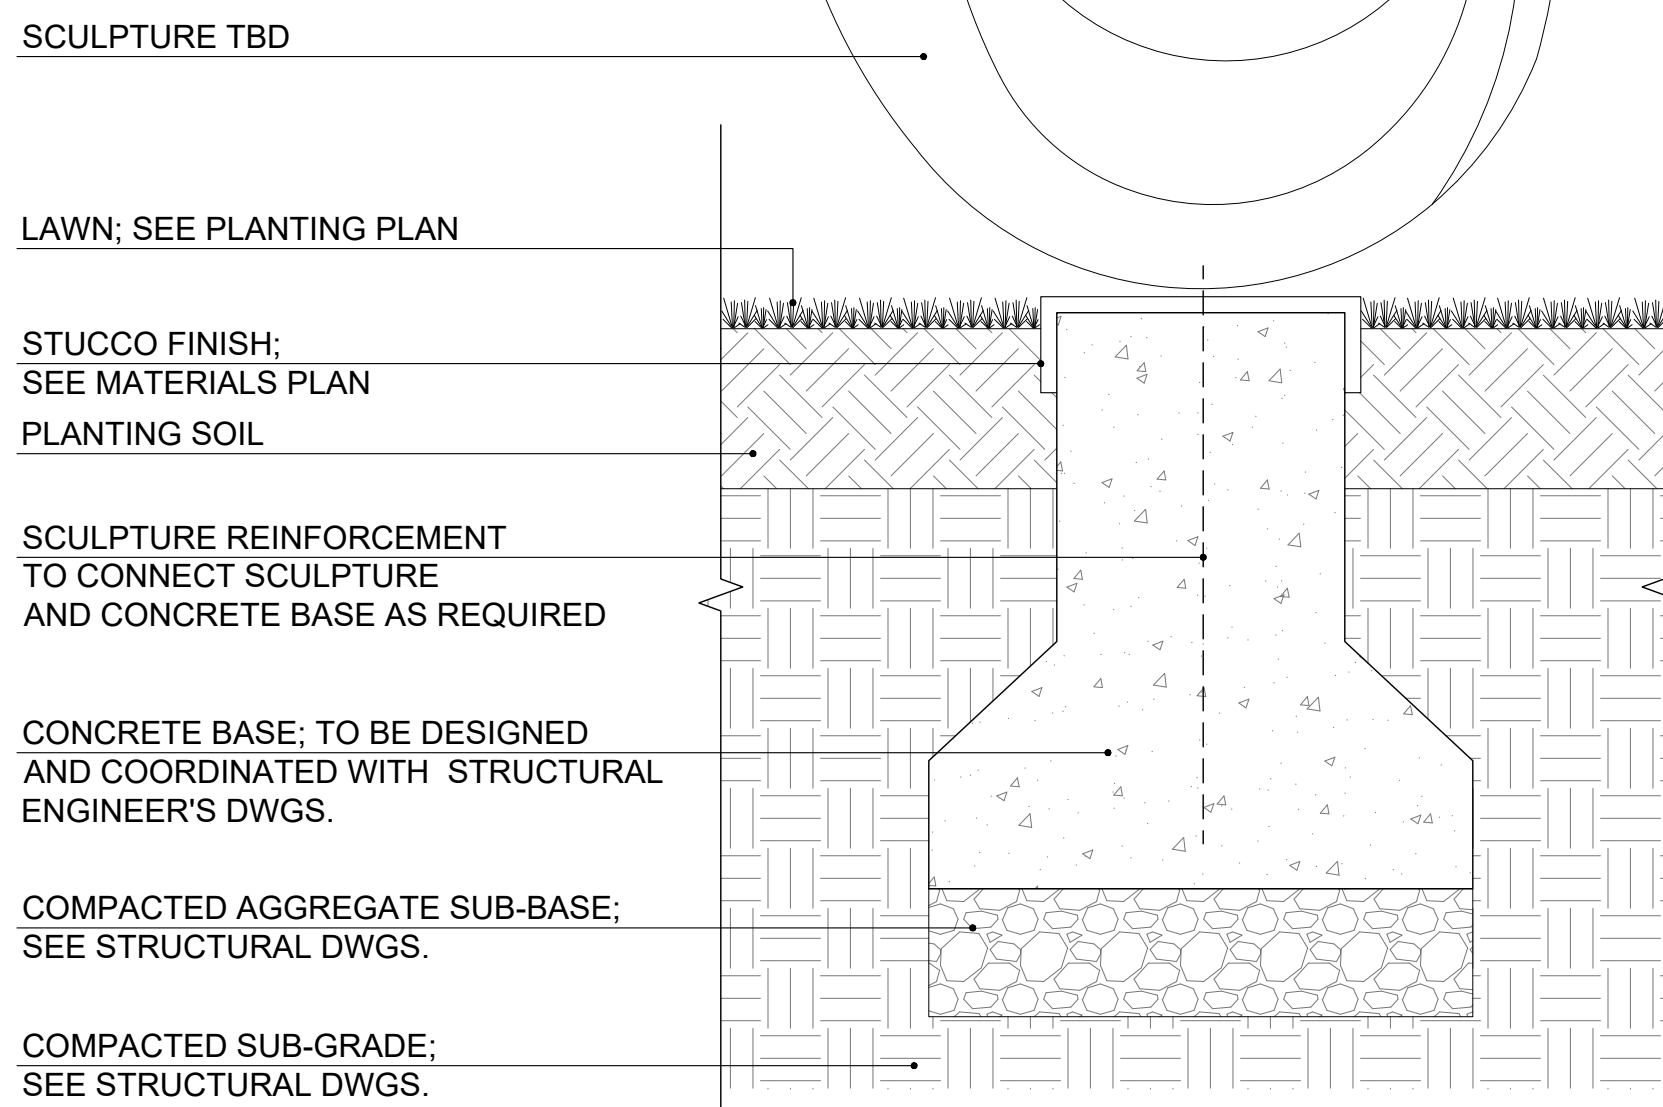 SCULPTURE TBD
LAWN; SEE PLANTING PLAN
STUCCO FINISH;
SEE MATERIALS PLAN
PLANTING SOIL
SCULPTURE REINFORCEMENT
TO CONNECT SCULPTURE
AND CONCRETE BASE AS REQUIRED
CONCRETE BASE; TO BE DESIGNED
AND COORDINATED WITH  STRUCTURAL
ENGINEER'S DWGS.
COMPACTED AGGREGATE SUB-BASE;
SEE STRUCTURAL DWGS.
COMPACTED SUB-GRADE;
SEE STRUCTURAL DWGS.